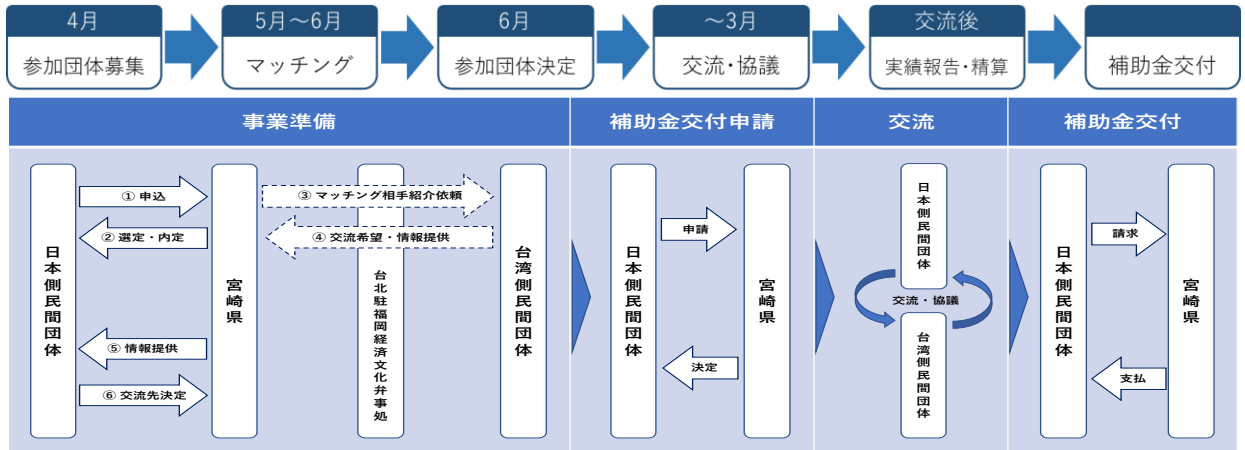 4月
参加団体募集
5月～6月
マッチング
6月
参加団体決定
～3月
交流・協議
交流後
実績報告・精算
補助金交付
事業準備
補助金交付申請
交流
補助金交付
日本側民間団体
① 申込
② 選定・内定
⑤ 情報提供
⑥ 交流先決定
宮崎県
③ マッチング相手紹介依頼
④ 交流希望・情報提供
台北駐福岡経済文化弁事処
台湾側民間団体
日本側民間団体
申請
決定
宮崎県
日本側民間団体
交流・協議
台湾側民間団体
日本側民間団体
請求
支払
宮崎県